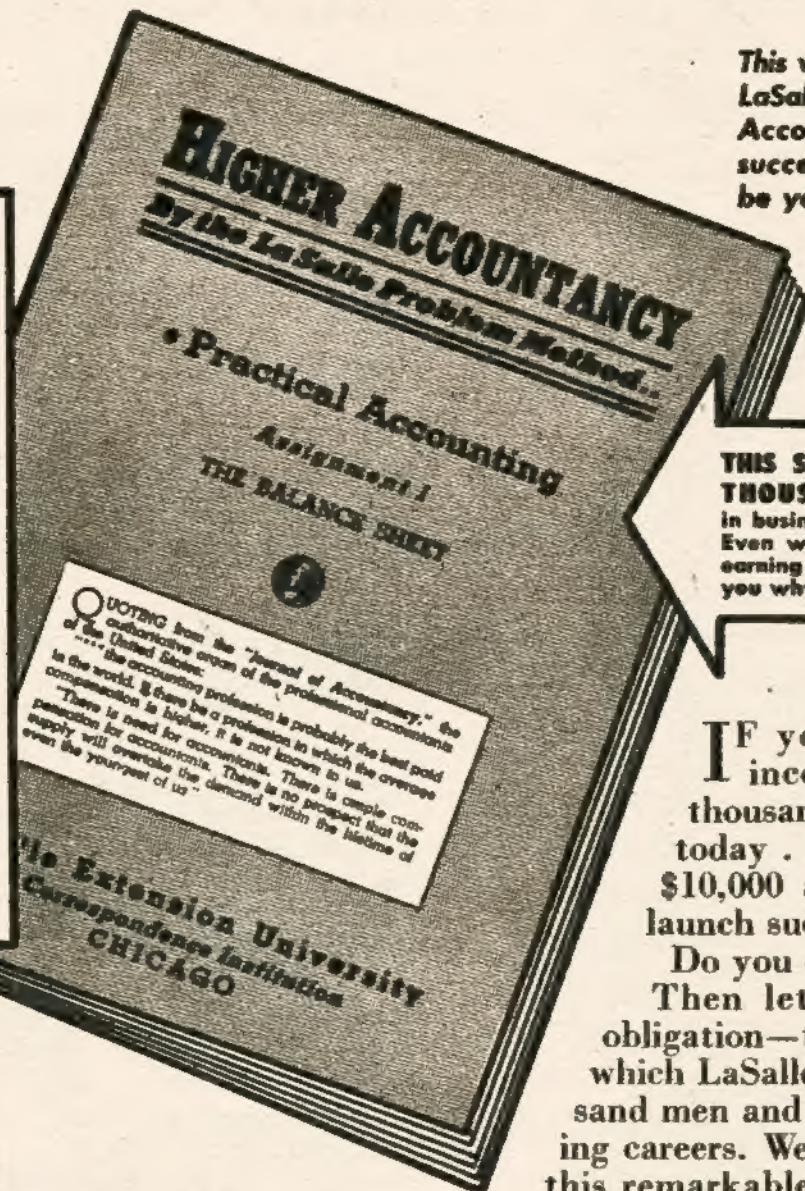 This
LaSal
Acco
succe
be yo
HIGHER ACCOUNTANCY
By the LaSalle Problem Method..
• Practical Accounting
Assignment I
THE BALANCE SHEET
QUOTING from the "Journal of Accountancy," the
authoritative organ of the professional accountants
of the United States:
"***the accounting profession is probably the best paid
in the world. If there be a profession in which the average
compensation is higher, it is not known to us.
"There is need for accountants. There is ample com-
pensation for accountants. There is no prospect that the
supply will overtake the demand within the lifetime of
even the youngest of us"
lle Extension University
Correspondence Institution
CHICAGO
THIS S
THOUS
in busin
Even w
earning
you wh
IF yo
inco
thousan
today .
$10,000
launch su
Do you
Then let
obligation—
which LaSalle
sand men and
ing careers. We
this remarkable